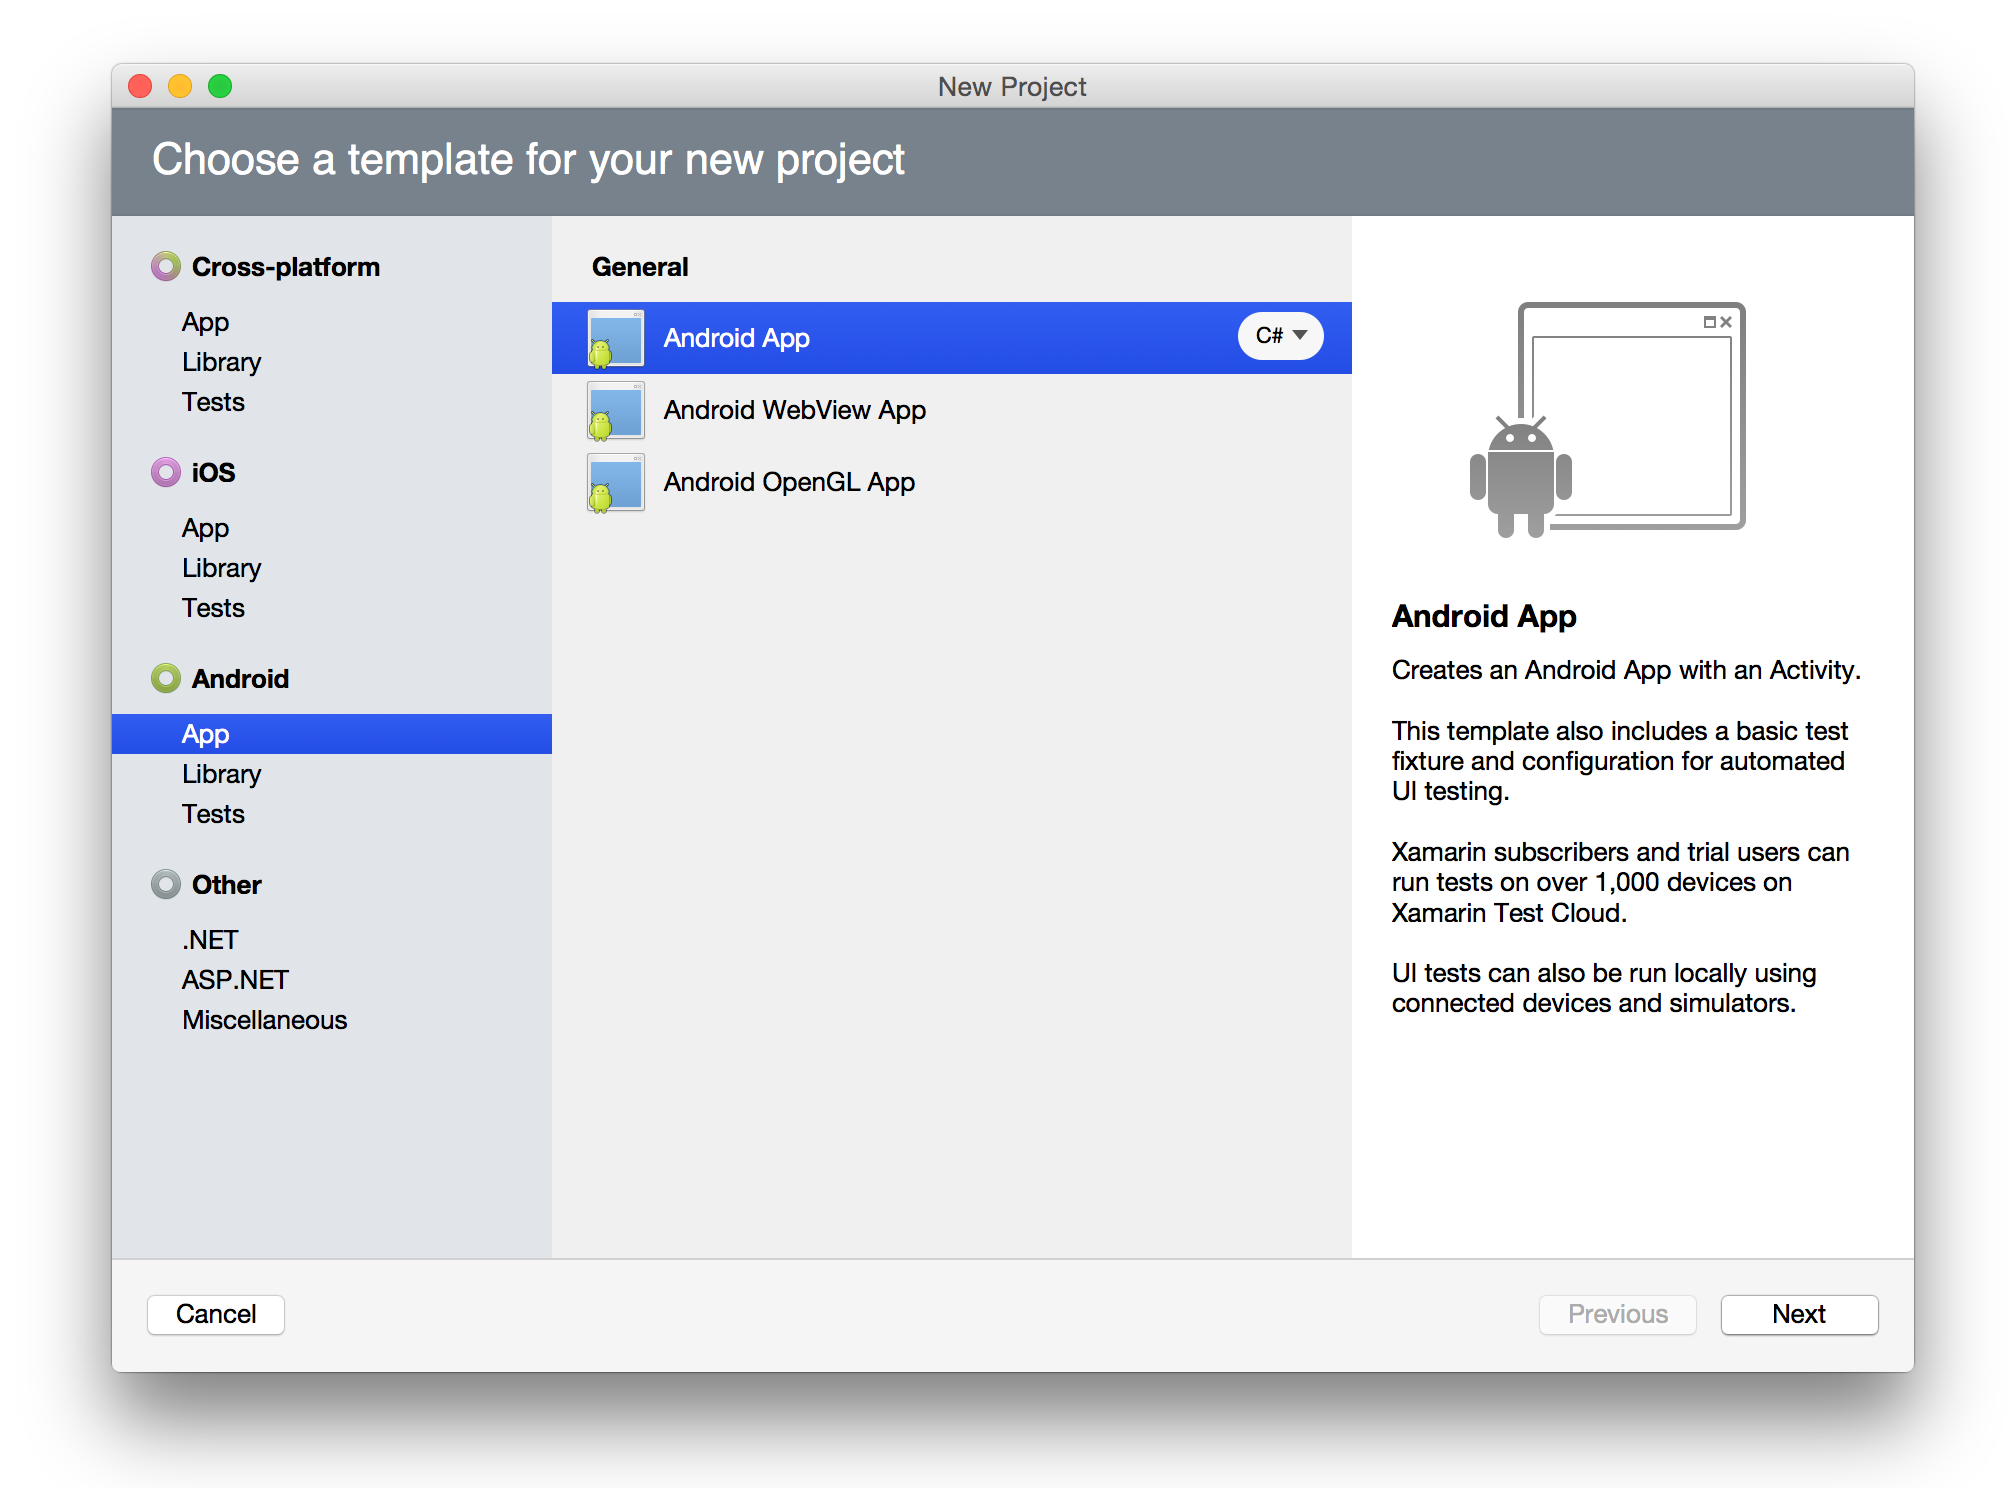 New Project
Choose a template for your new project
Cross-platform
App
Library
Tests
iOS
App
Library
Tests
Android
App
Library
Tests
Other
.NET
ASP.NET
Miscellaneous
General
Android App
C#
Android WebView App
Android OpenGL App
Android App
Creates an Android App with an Activity.
This template also includes a basic test
fixture and configuration for automated
UI testing.
Xamarin subscribers and trial users can
run tests on over 1,000 devices on
Xamarin Test Cloud.
UI tests can also be run locally using
connected devices and simulators.
Cancel
Previous
Next